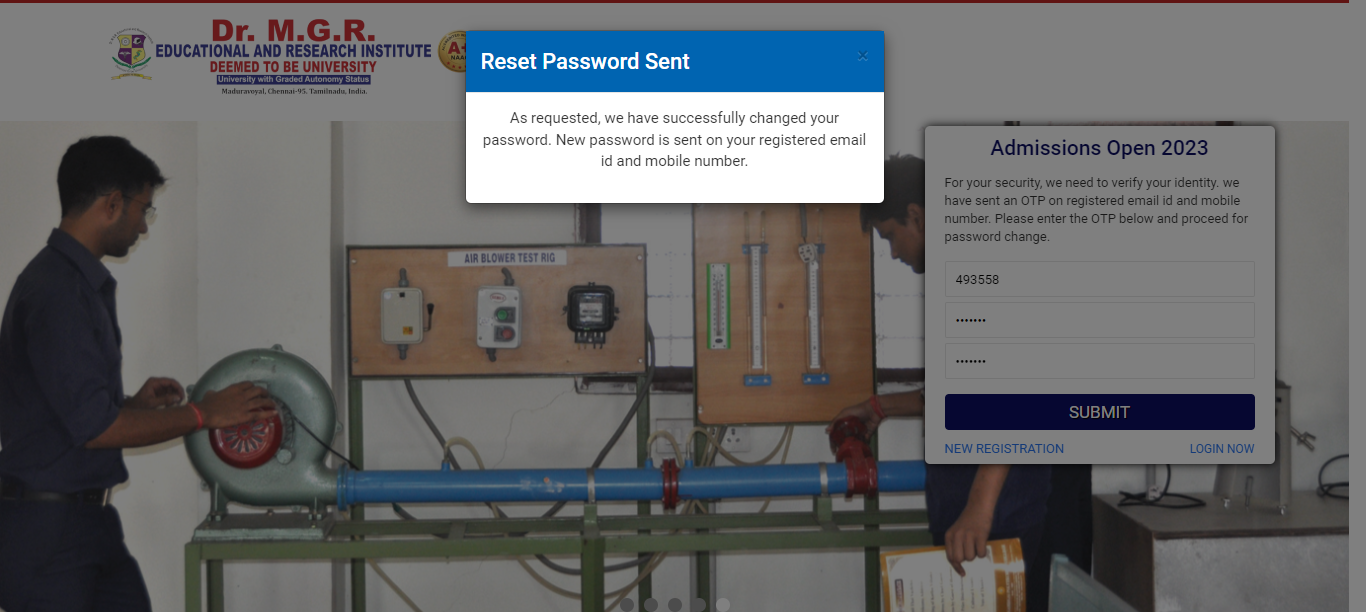 Dr. M.G.R.
EDUCATIONAL AND RESEARCH INSTITUTE
DEEMED TO BE UNIVERSITY
University with Graded Autonomy Status
Maduravoyal, Chennai-95. Tamilnadu, India.
A+
NAAC
Reset Password Sent
×
As requested, we have successfully changed your
password. New password is sent on your registered email
id and mobile number.
Admissions Open 2023
For your security, we need to verify your identity. we
have sent an OTP on registered email id and mobile
number. Please enter the OTP below and proceed for
password change.
493558
•••••••
•••••••
SUBMIT
NEW REGISTRATION LOGIN NOW
AIR BLOWER TEST RIG